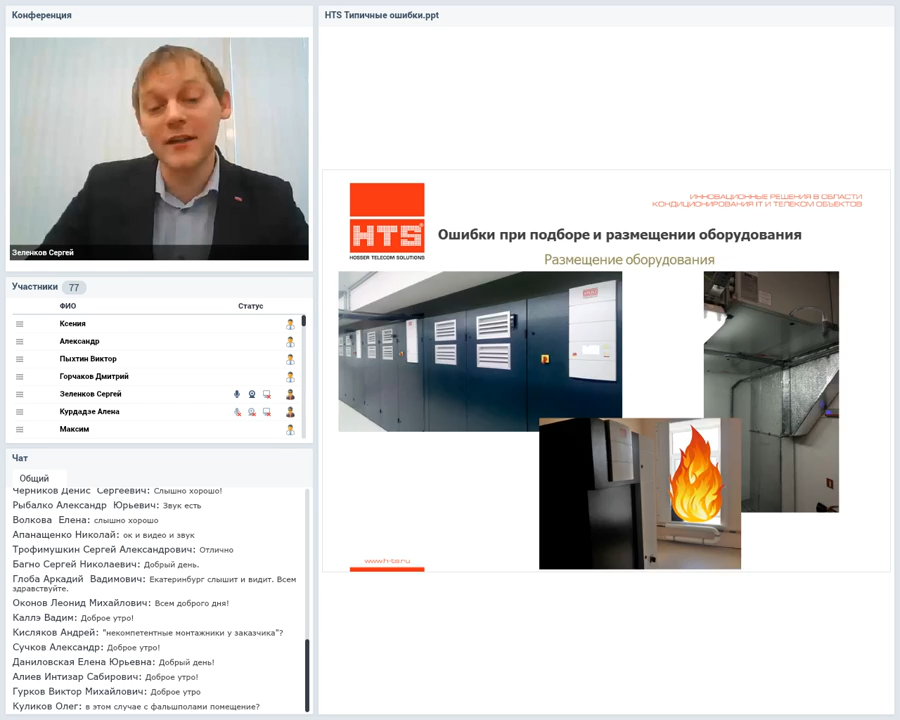 Конференция
Зеленков Сергей
Участники 77
ФИО Статус
Ксения
Александр
Пыхтин Виктор
Горчаков Дмитрий
Зеленков Сергей
Курдадзе Алена
Максим
Чат
Общий
Черников Денис Сергеевич: Слышно хорошо!
Рыбалко Александр Юрьевич: Звук есть
Волкова Елена: слышно хорошо
Апанащенко Николай: ок и видео и звук
Трофимушкин Сергей Александрович: Отлично
Багно Сергей Николаевич: Добрый день.
Глоба Аркадий Вадимович: Екатеринбург слышит и видит. Всем
здравствуйте.
Оконов Леонид Михайлович: Всем доброго дня!
Каллэ Вадим: Доброе утро!
Кисляков Андрей: "некомпетентные монтажники у заказчика"?
Сучков Александр: Доброе утро!
Даниловская Елена Юрьевна: Добрый день!
Алиев Интизар Сабирович: Доброе утро!
Гурков Виктор Михайлович: Доброе утро
Куликов Олег: в этом случае с фальшполами помещение?
HTS Типичные ошибки.ppt
ИННОВАЦИОННЫЕ РЕШЕНИЯ В ОБЛАСТИ
КОНДИЦИОНИРОВАНИЯ IT И ТЕЛЕКОМ ОБЪЕКТОВ
HTS
HOSSER TELECOM SOLUTIONS
Ошибки при подборе и размещении оборудования
Размещение оборудования
www.h-ts.ru